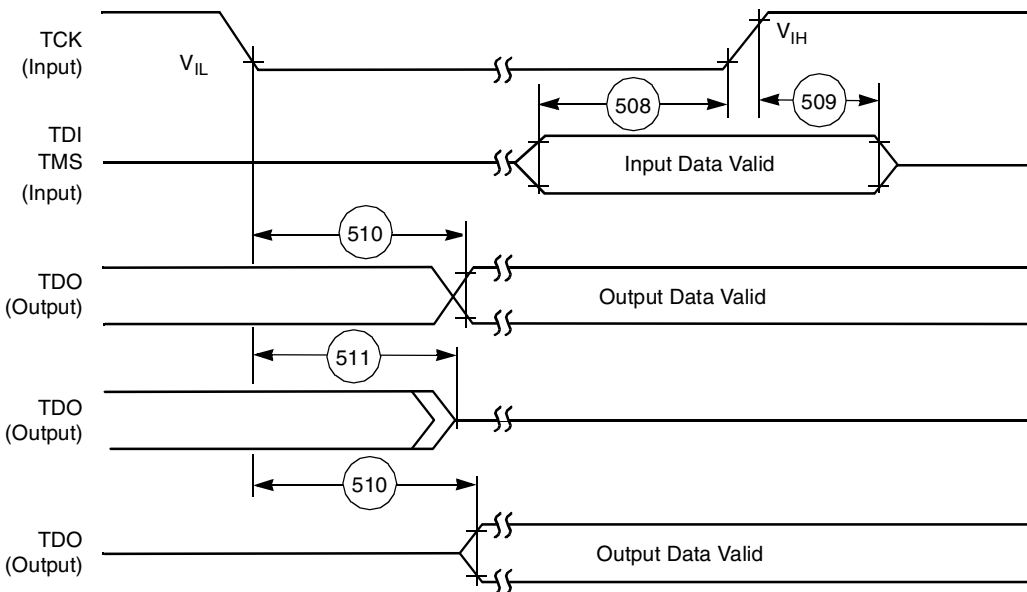 TCK
(Input)
V_IL
V_IH
508
509
TDI
TMS
(Input)
Input Data Valid
510
TDO
(Output)
Output Data Valid
511
TDO
(Output)
510
TDO
(Output)
Output Data Valid